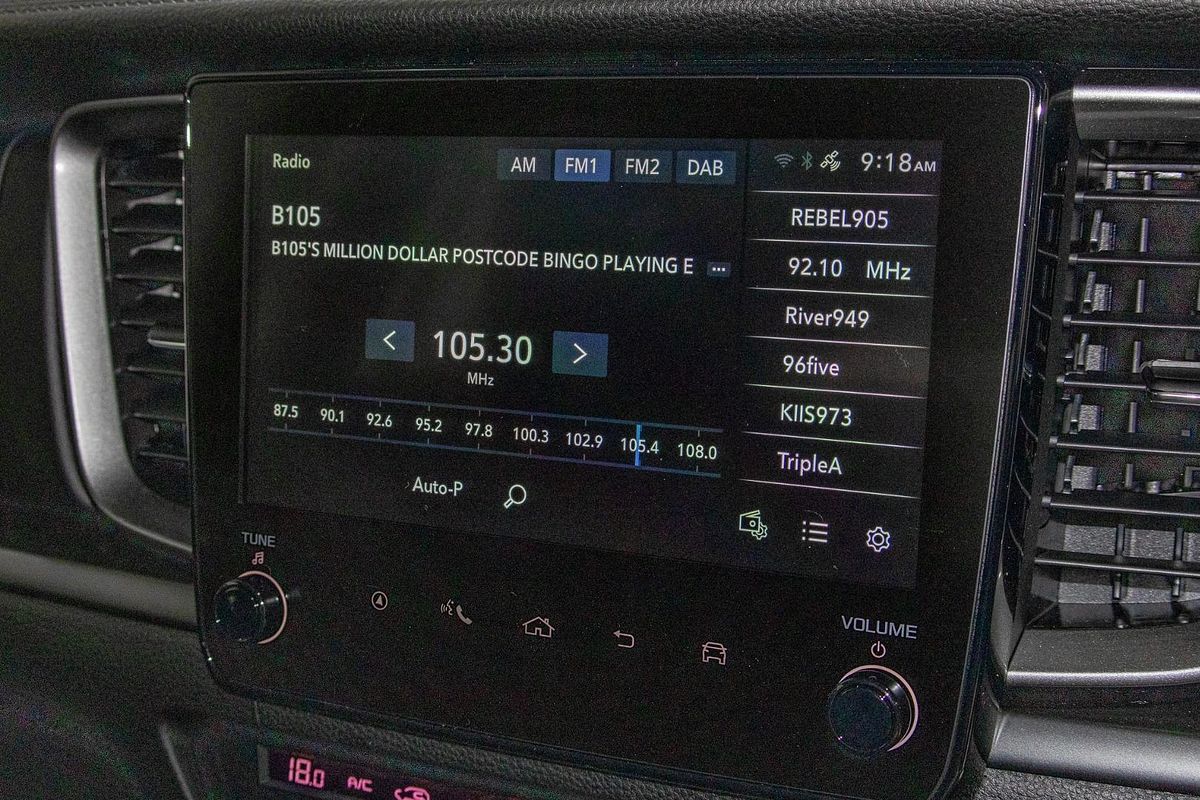 Radio
AM FM1 FM2 DAB
9:18AM
B105
B105'S MILLION DOLLAR POSTCODE BINGO PLAYING E ...
105.30
MHz
87.5 90.1 92.6 95.2 97.8 100.3 102.9 105.4 108.0
Auto-P
REBEL905
92.10 MHz
River949
96five
KIIS973
TripleA
TUNE
VOLUME
18.0 A/C